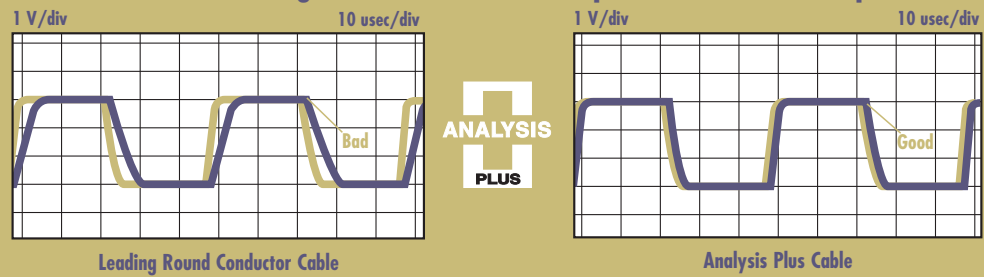 1 V/div 10 usec/div
Bad
Leading Round Conductor Cable
ANALYSIS
PLUS
1 V/div 10 usec/div
Good
Analysis Plus Cable